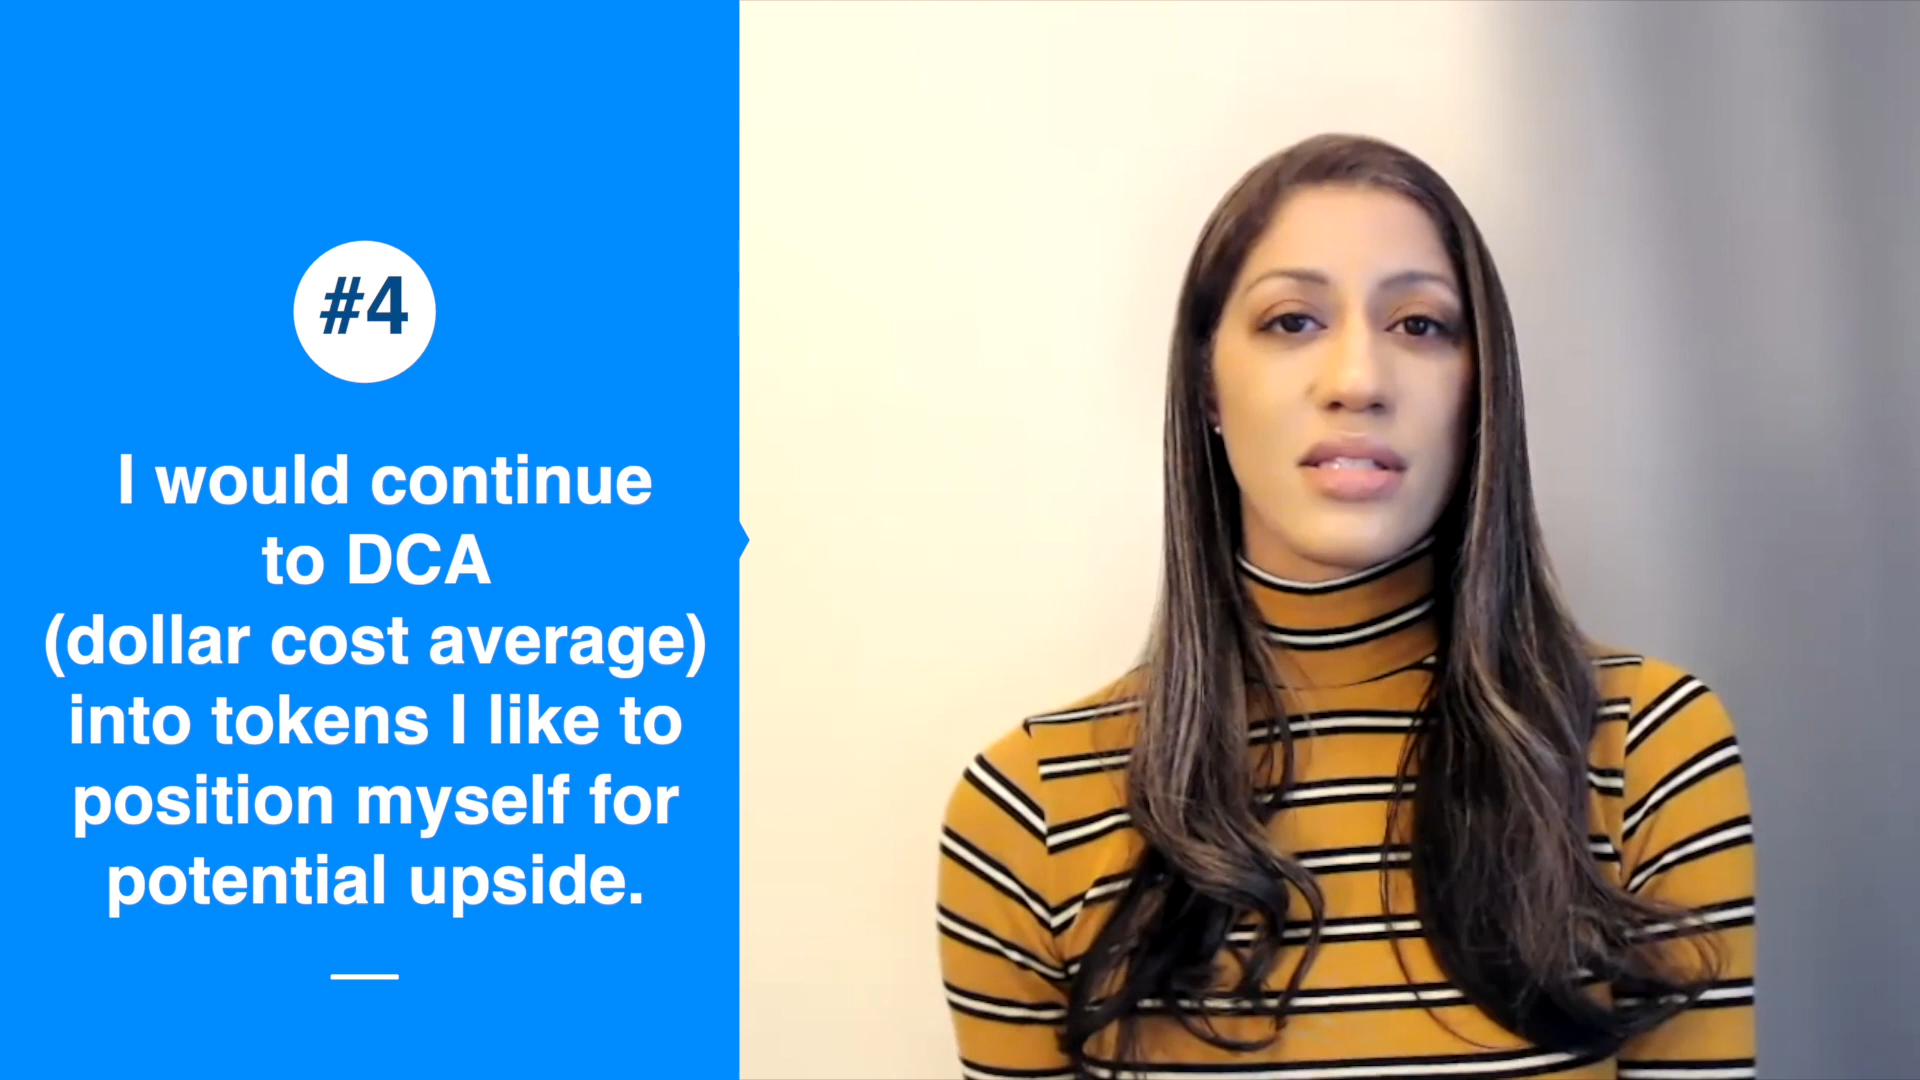 #4
I would continue
to DCA
(dollar cost average)
into tokens I like to
position myself for
potential upside.